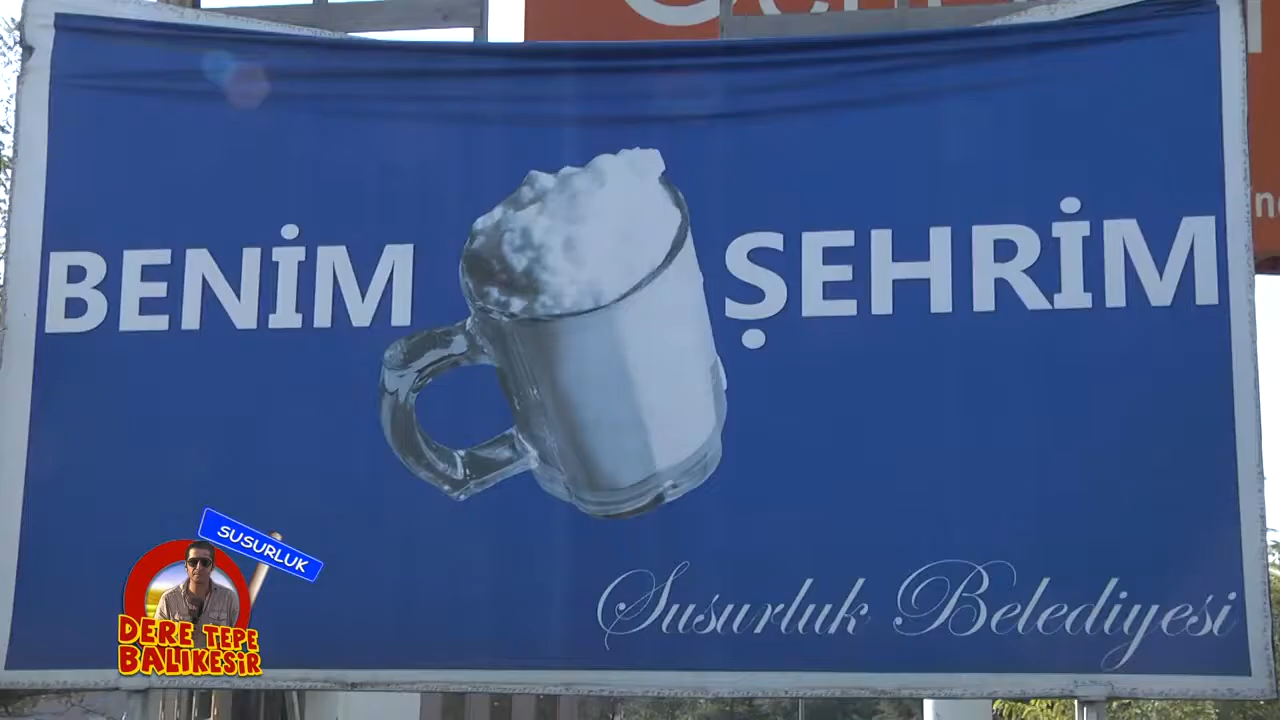 BENİM ŞEHRİM
Susurluk Belediyesi
SUSURLUK
DERE TEPE
BALIKESİR